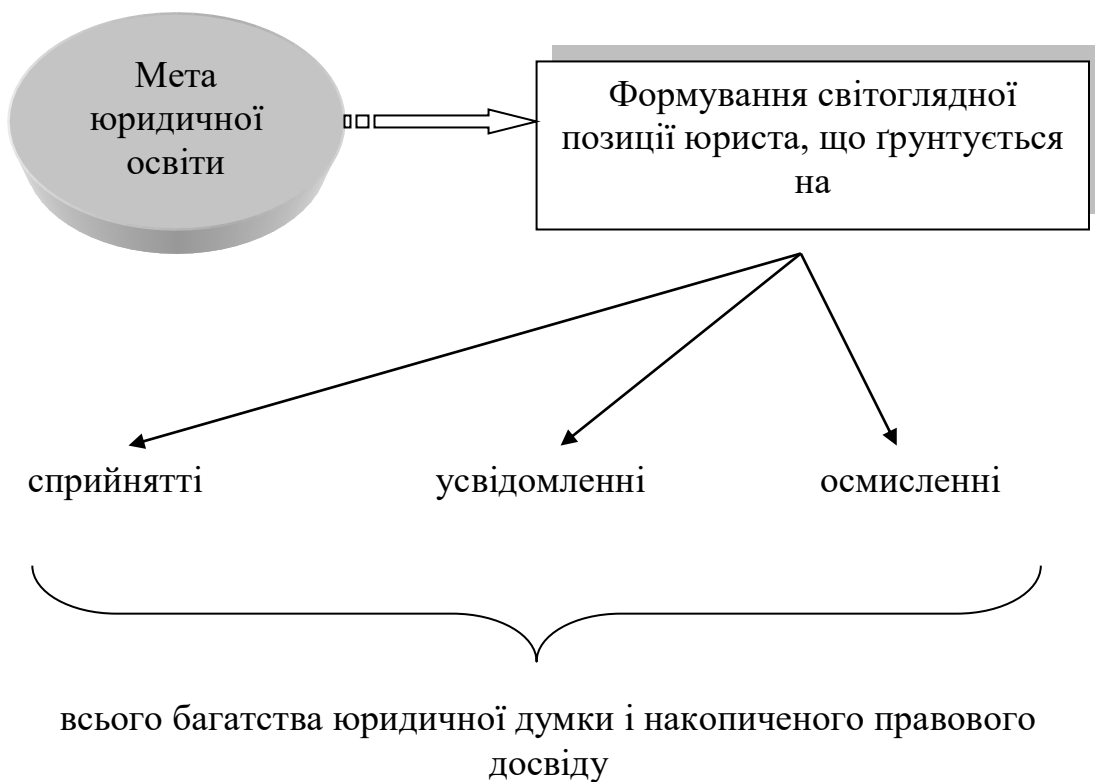 Мета
юридичної
освіти
Формування світоглядної
позиції юриста, що ґрунтується
на
сприйнятті
усвідомленні
осмисленні
всього багатства юридичної думки і накопиченого правового
досвіду